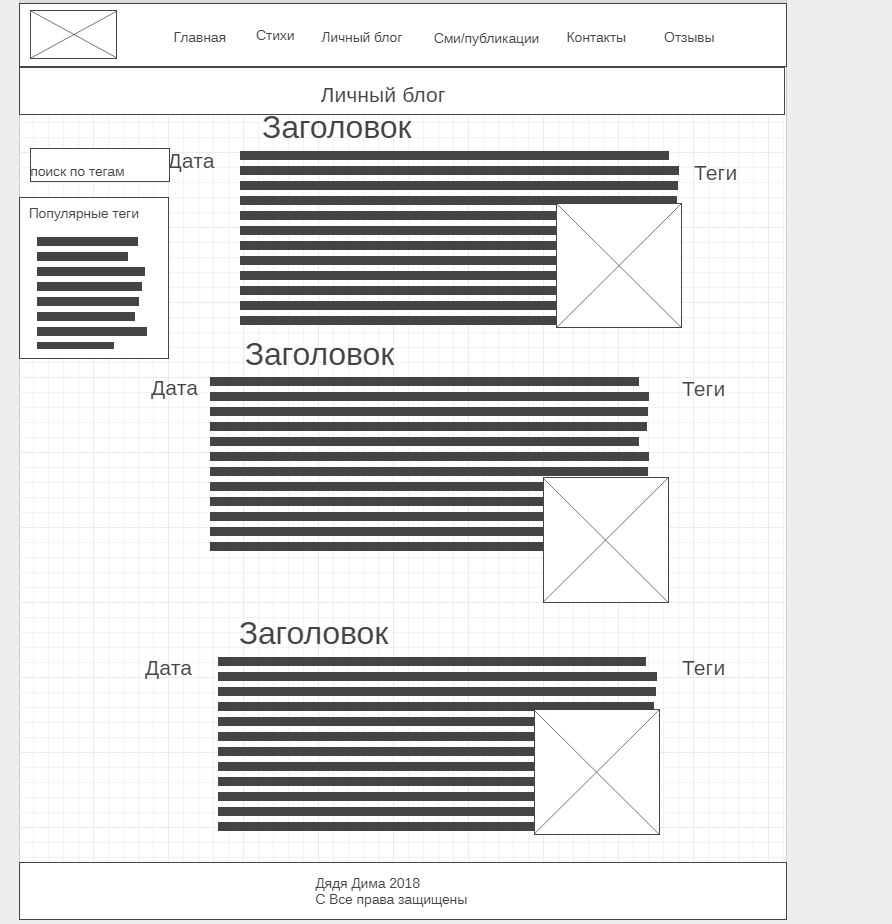 Главная Стихи Личный блог Сми/публикации Контакты Отзывы
Личный блог
Заголовок
Дата
Теги
поиск по тегам
Популярные теги
Заголовок
Дата
Теги
Заголовок
Дата
Теги
Дядя Дима 2018
С Все права защищены